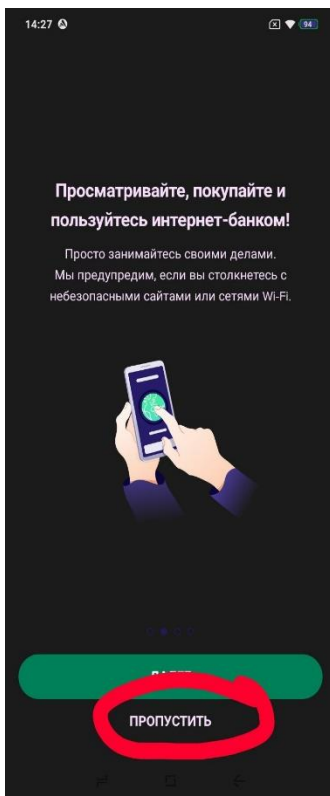 14:27
94
Просматривайте, покупайте и
пользуйтесь интернет-банком!
Просто занимайтесь своими делами.
Мы предупредим, если вы столкнетесь с
небезопасными сайтами или сетями Wi-Fi.
ПРОПУСТИТЬ